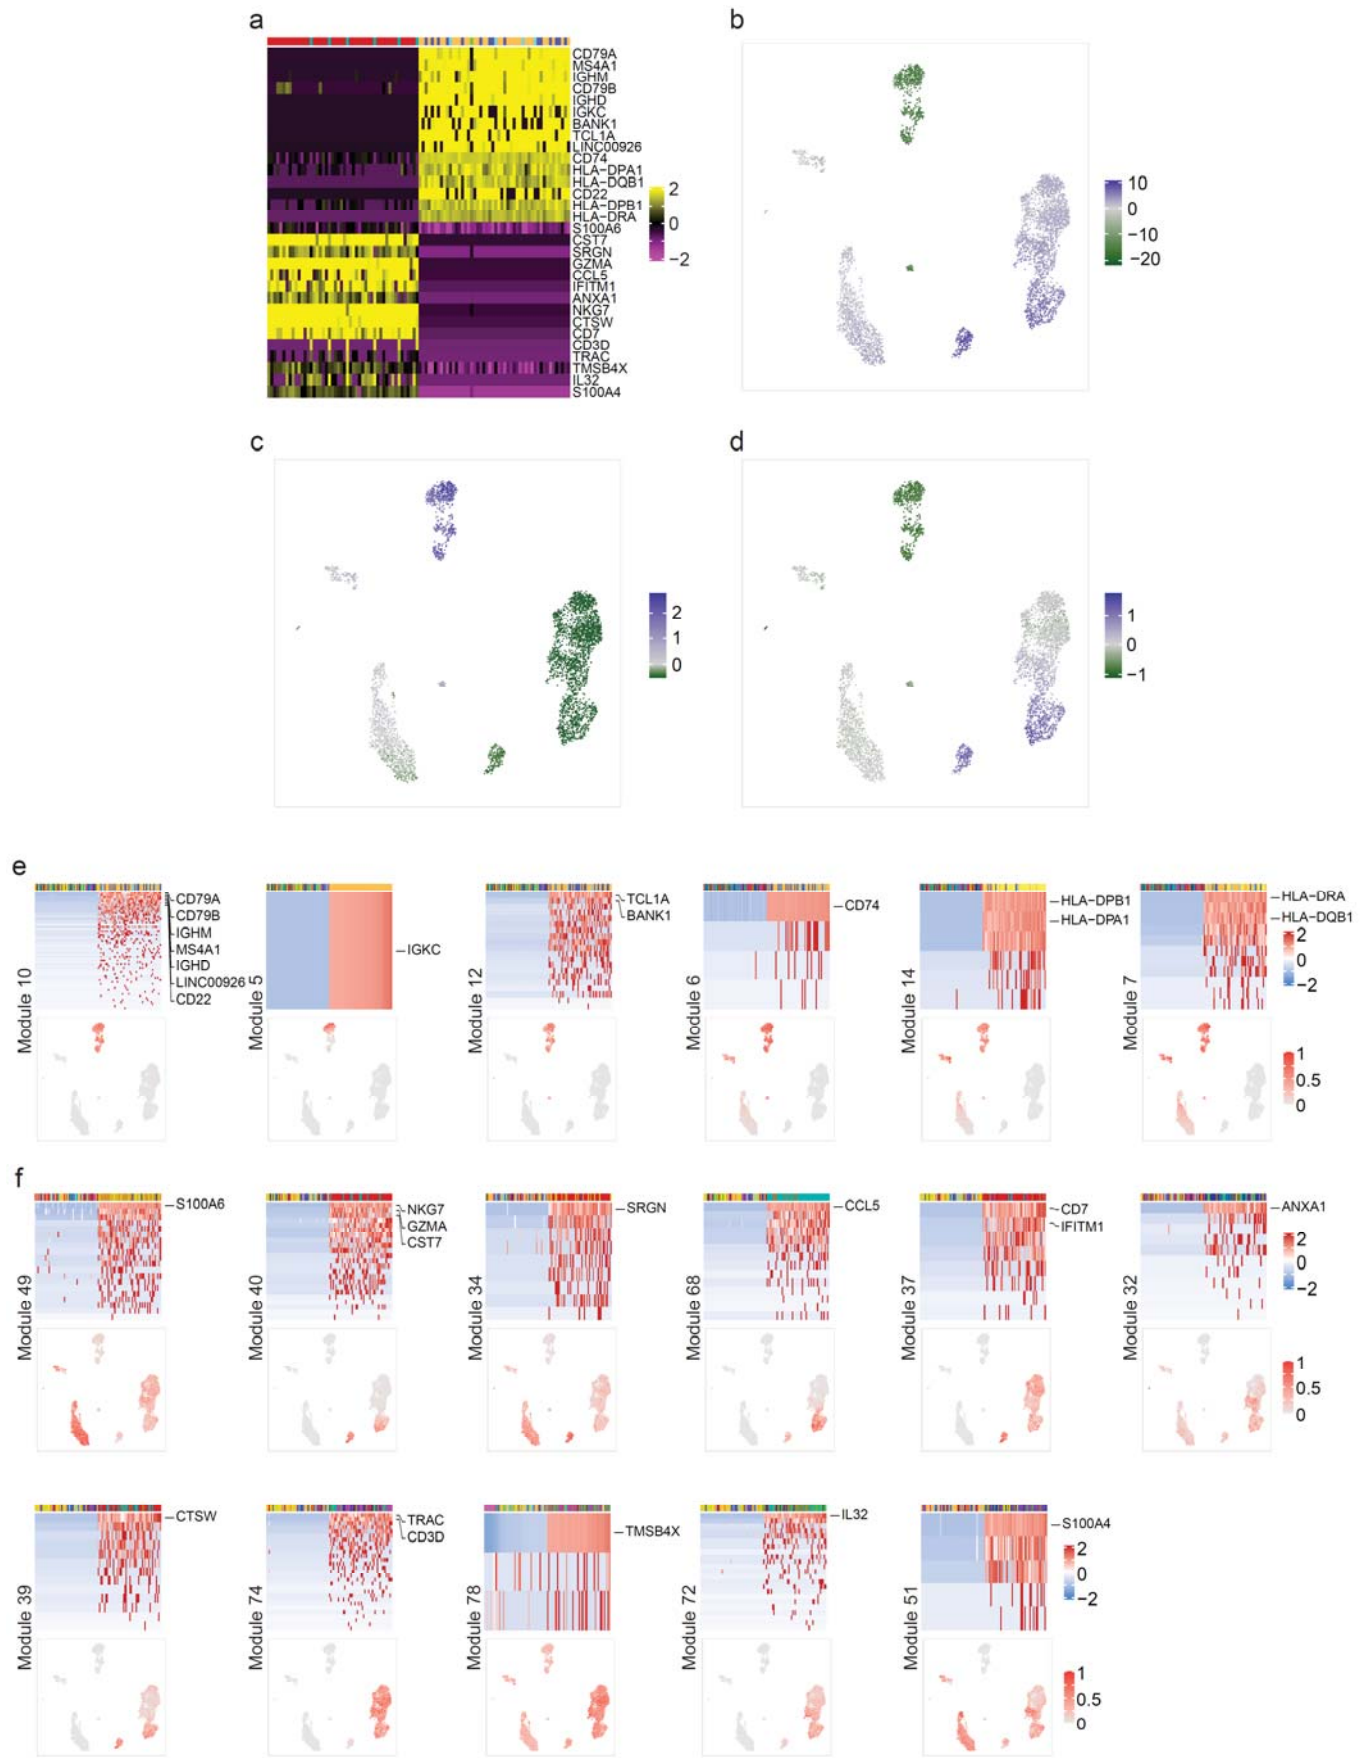 a
CD79A
MS4A1
IGHM
CD79B
IGHD
IGKC
BANK1
TCL1A
LINC00926
CD74
HLA−DPA1
HLA−DQB1
CD22
HLA−DPB1
HLA−DRA
S100A6
CST7
SRGN
GZMA
CCL5
IFITM1
ANXA1
NKG7
CTSW
CD7
CD3D
TRAC
TMSB4X
IL32
S100A4
2
0
−2
b
10
0
−10
−20
c
2
1
0
d
1
0
−1
e
Module 10
CD79A
CD79B
IGHM
MS4A1
IGHD
LINC00926
CD22
Module 5
IGKC
Module 12
TCL1A
BANK1
Module 6
CD74
Module 14
HLA−DPB1
HLA−DPA1
Module 7
HLA−DRA
HLA−DQB1
2
0
−2
1
0.5
0
f
Module 49
S100A6
Module 40
NKG7
GZMA
CST7
Module 34
SRGN
Module 68
CCL5
Module 37
CD7
IFITM1
Module 32
ANXA1
2
0
−2
1
0.5
0
Module 39
CTSW
Module 74
TRAC
CD3D
Module 78
TMSB4X
Module 72
IL32
Module 51
S100A4
2
0
−2
1
0.5
0